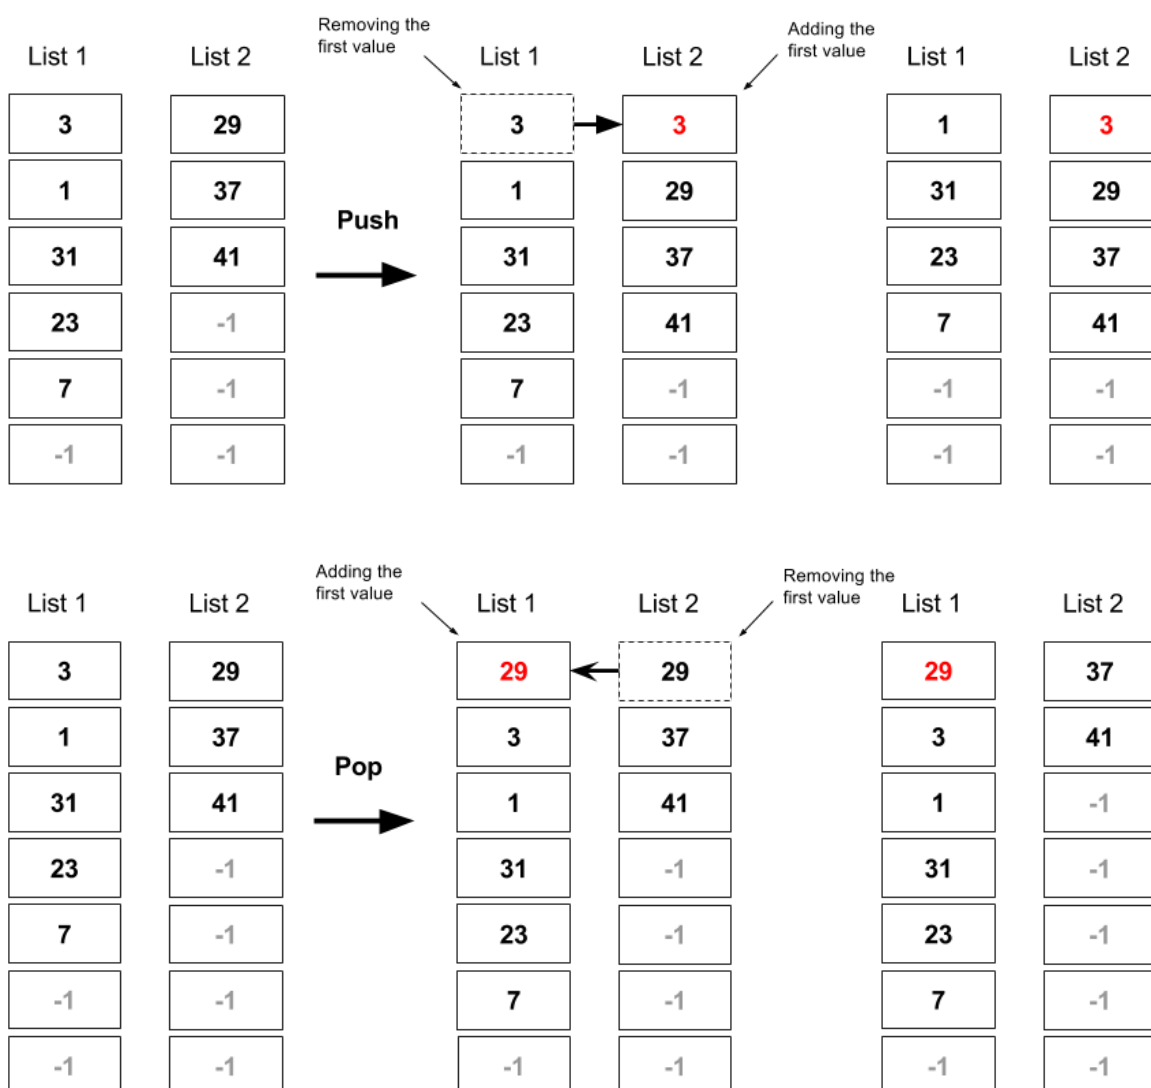 Removing the
first value
Adding the
first value
List 1 List 2 List 1 List 2 List 1 List 2
3 29 3 3 1 3
1 37 1 29 31 29
Push
31 41 31 37 23 37
23 -1 23 41 7 41
7 -1 7 -1 -1 -1
-1 -1 -1 -1 -1 -1
Adding the
first value
Removing the
first value
List 1 List 2 List 1 List 2 List 1 List 2
3 29 29 29 29 37
1 37 3 37 3 41
Pop
31 41 1 41 1 -1
23 -1 31 -1 31 -1
7 -1 23 -1 23 -1
-1 -1 7 -1 7 -1
-1 -1 -1 -1 -1 -1